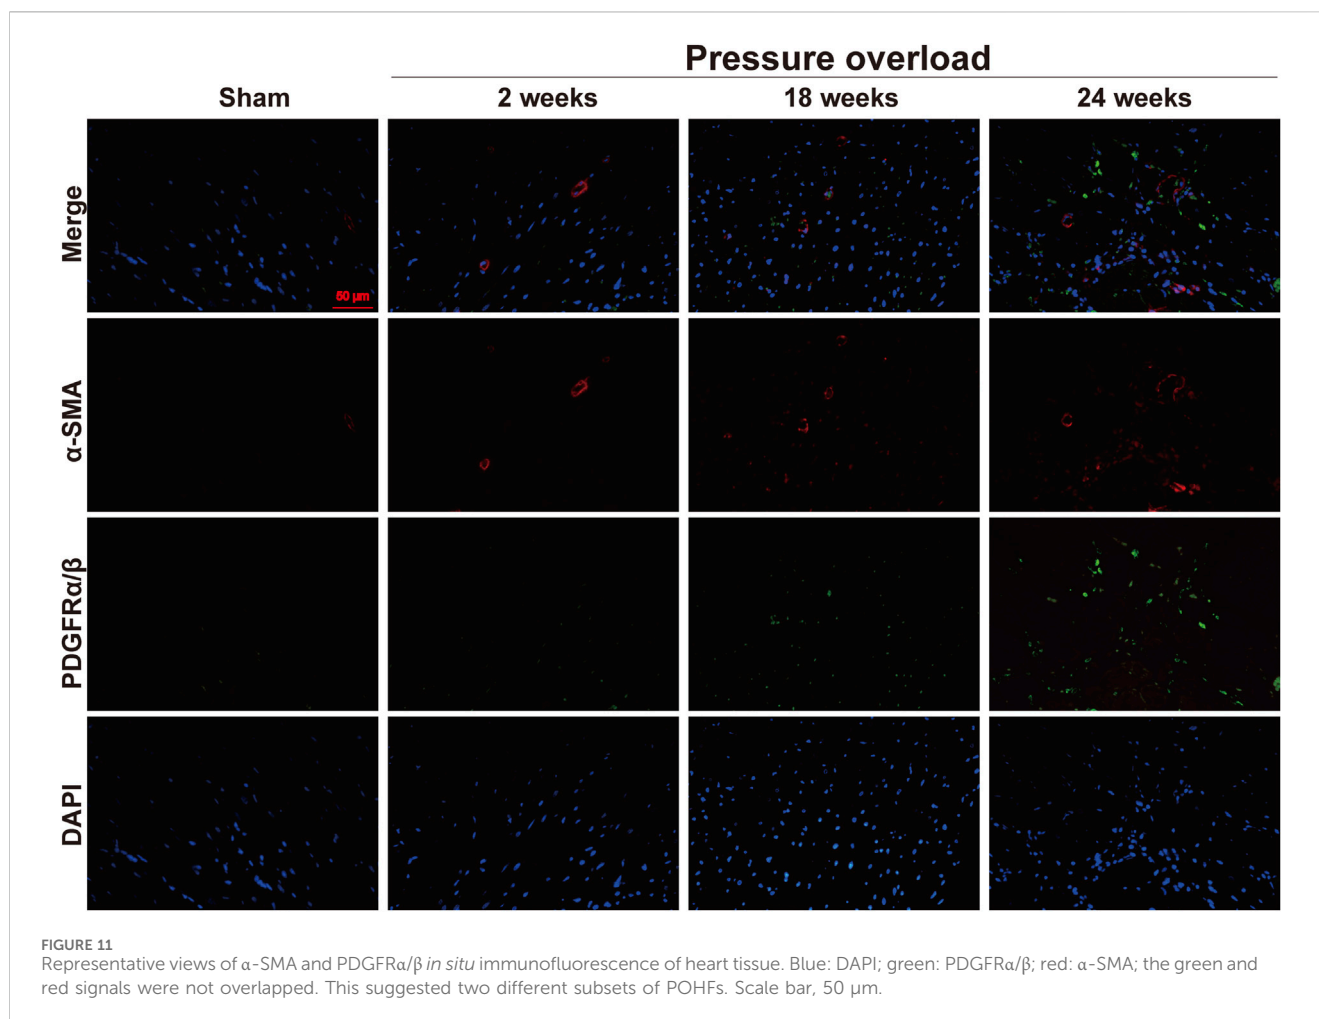 Pressure overload
Sham
2 weeks
18 weeks
24 weeks
Merge
50 µm
α-SMA
PDGFRα/β
DAPI
FIGURE 11
Representative views of α-SMA and PDGFRα/β in situ immunofluorescence of heart tissue. Blue: DAPI; green: PDGFRα/β; red: α-SMA; the green and
red signals were not overlapped. This suggested two different subsets of POHFs. Scale bar, 50 µm.